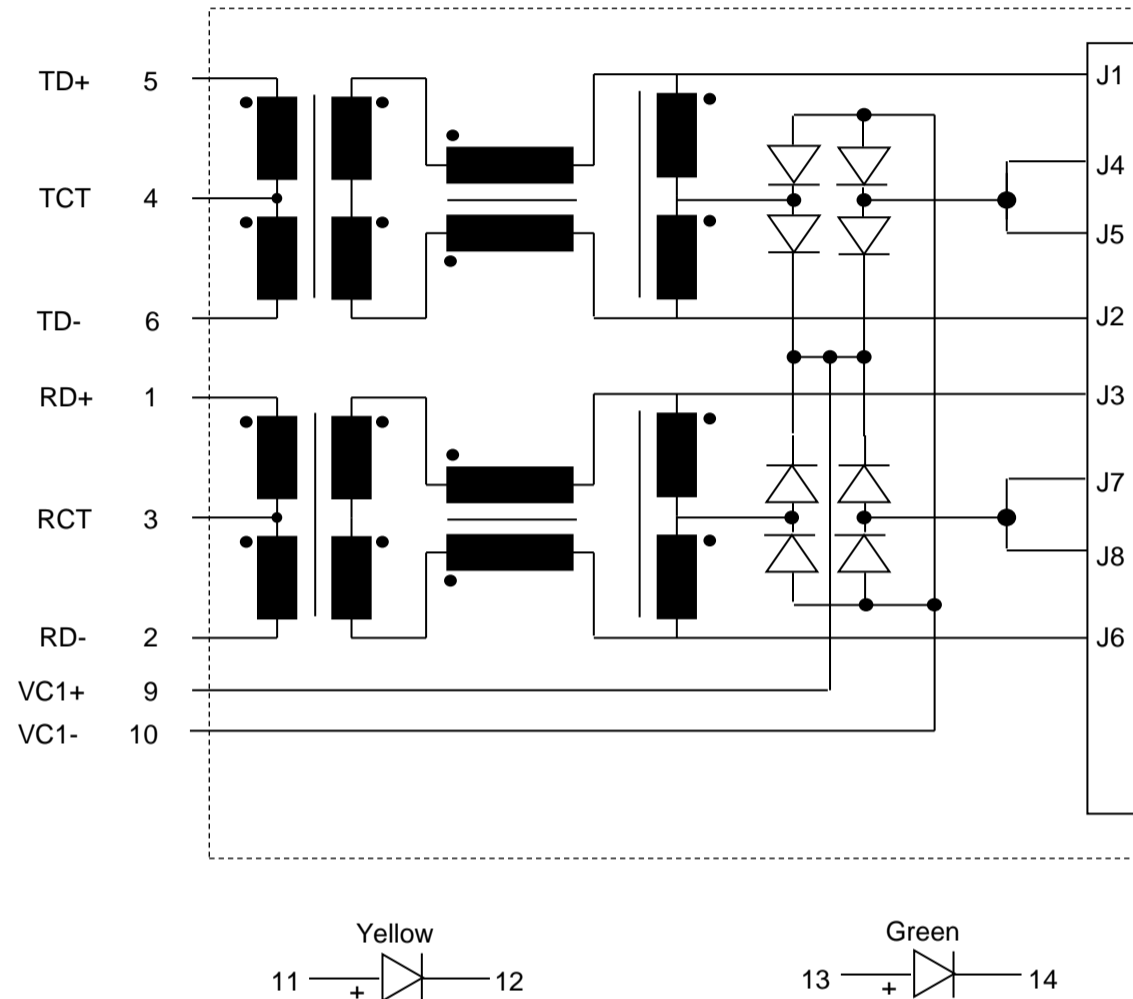 TD+ 5
J1
J4
TCT 4
J5
TD- 6
J2
RD+ 1
J3
J7
RCT 3
J8
RD- 2
J6
VC1+ 9
VC1- 10
Yellow
11 + 12
Green
13 + 14